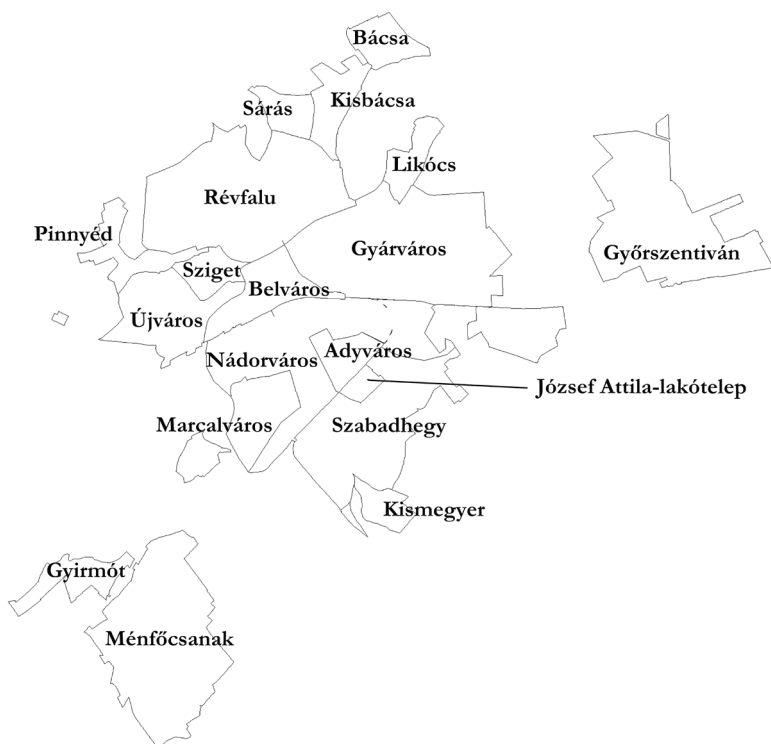 Bácsa
Kisbácsa
Sárás
Likócs
Révfalu
Pinnyéd
Gyárváros
Győrszentiván
Sziget
Belváros
Újváros
Adyváros
Nádorváros
József Attila-lakótelep
Marcalváros
Szabadhegy
Kismegyer
Gyirmót
Ménfőcsanak